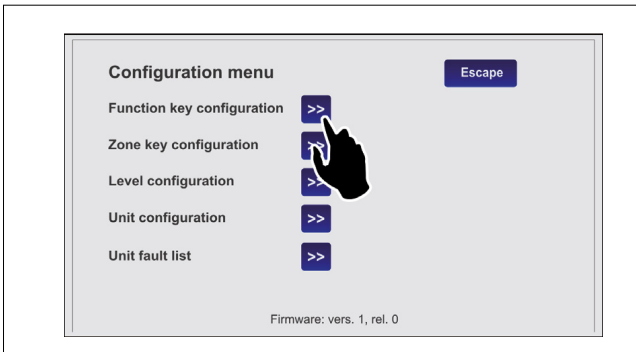 Configuration menu
Escape
Function key configuration >>
Zone key configuration >>
Level configuration >>
Unit configuration >>
Unit fault list >>
Firmware: vers. 1, rel. 0